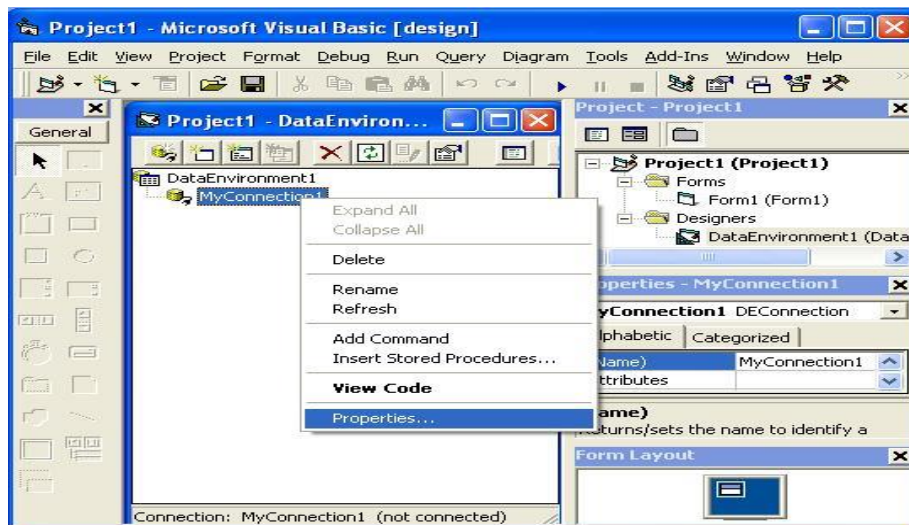 Project1 - Microsoft Visual Basic [design]
File Edit View Project Format Debug Run Query Diagram Tools Add-Ins Window Help
General
Project1 - DataEnviron...
DataEnvironment1
MyConnection1
Expand All
Collapse All
Delete
Rename
Refresh
Add Command
Insert Stored Procedures...
View Code
Properties...
Connection: MyConnection1 (not connected)
Project - Project1
Project1 (Project1)
Forms
Form1 (Form1)
Designers
DataEnvironment1 (Data
operties - MyConnection1
yConnection1 DEConnection
lphabetic Categorized
Name) MyConnection1
ttributes
ame)
eturns/sets the name to identify a
Form Layout